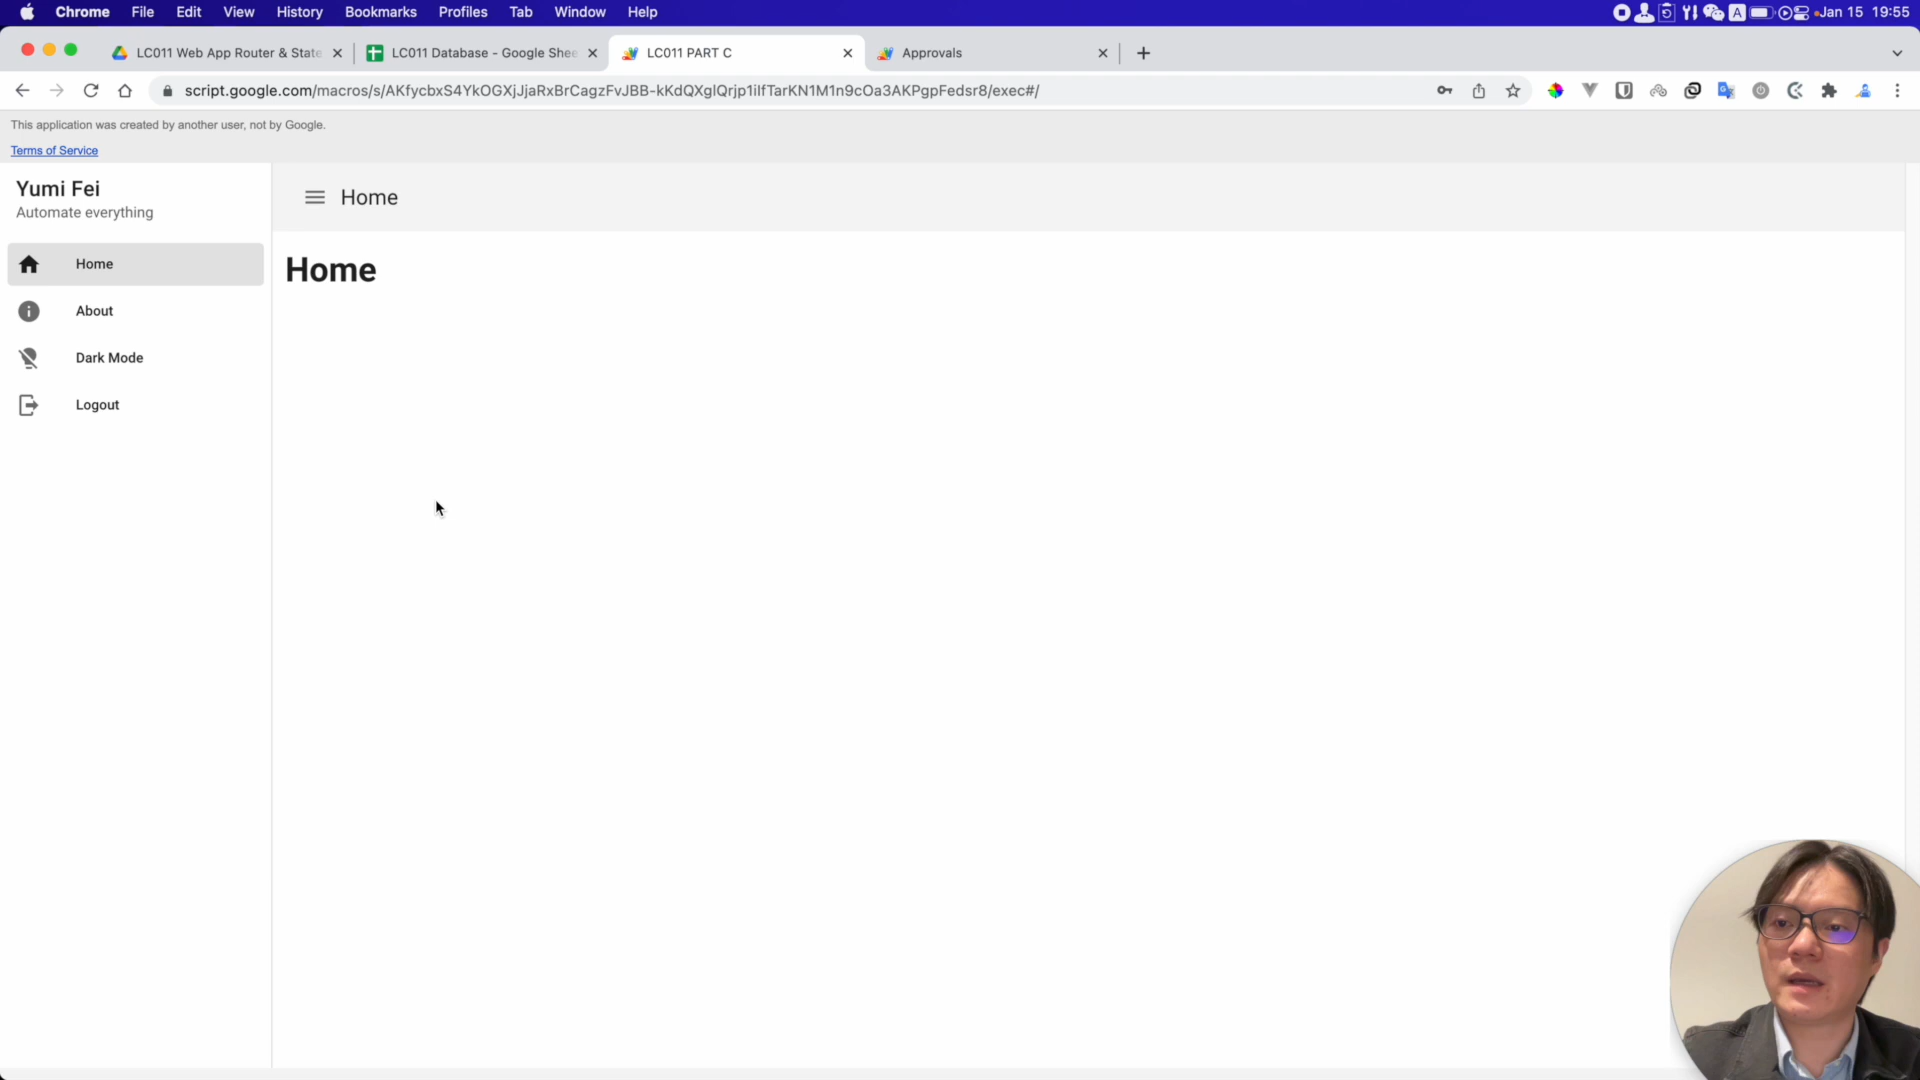 Chrome File Edit View History Bookmarks Profiles Tab Window Help
A Jan 15 19:55
LC011 Web App Router & State
LC011 Database - Google Shee
LC011 PART C
Approvals
script.google.com/macros/s/AKfycbxS4YkOGXjJjaRxBrCagzFvJBB-kKdQXglQrjp1iIfTarKN1M1n9cOa3AKPgpFedsr8/exec#/
This application was created by another user, not by Google.
Terms of Service
Yumi Fei
Automate everything
Home
About
Dark Mode
Logout
Home
Home